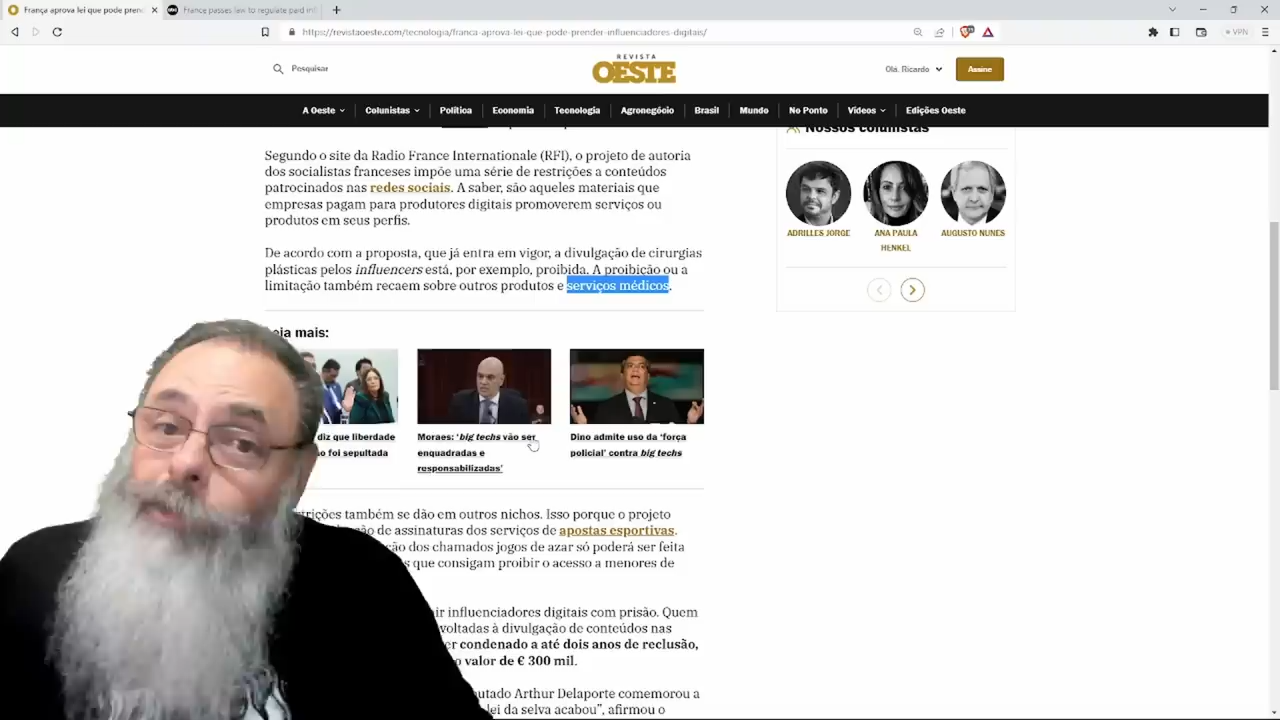 França aprova lei que pode pren
France passes law to regulate paid inf
https://revistaoeste.com/tecnologia/franca-aprova-lei-que-pode-prender-influenciadores-digitais/
VPN
Pesquisar
REVISTA
OESTE
Olá, Ricardo
Assine
A Oeste
Colunistas
Política
Economia
Tecnologia
Agronegócio
Brasil
Mundo
No Ponto
Vídeos
Edições Oeste
Segundo o site da Radio France Internationale (RFI), o projeto de autoria
dos socialistas franceses impõe uma série de restrições a conteúdos
patrocinados nas redes sociais. A saber, são aqueles materiais que
empresas pagam para produtores digitais promoverem serviços ou
produtos em seus perfis.
De acordo com a proposta, que já entra em vigor, a divulgação de cirurgias
plásticas pelos influencers está, por exemplo, proibida. A proibição ou a
limitação também recaem sobre outros produtos e serviços médicos.
eia mais:
diz que liberdade
o foi sepultada
Moraes: 'big techs vão ser
enquadradas e
responsabilizadas'
Dino admite uso da 'força
policial' contra big techs
trições também se dão em outros nichos. Isso porque o projeto
ção de assinaturas dos serviços de apostas esportivas.
ção dos chamados jogos de azar só poderá ser feita
s que consigam proibir o acesso a menores de
ir influenciadores digitais com prisão. Quem
voltadas à divulgação de conteúdos nas
er condenado a até dois anos de reclusão,
o valor de € 300 mil.
utado Arthur Delaporte comemorou a
lei da selva acabou", afirmou o
Nossos colunistas
ADRILLES JORGE
ANA PAULA
HENKEL
AUGUSTO NUNES